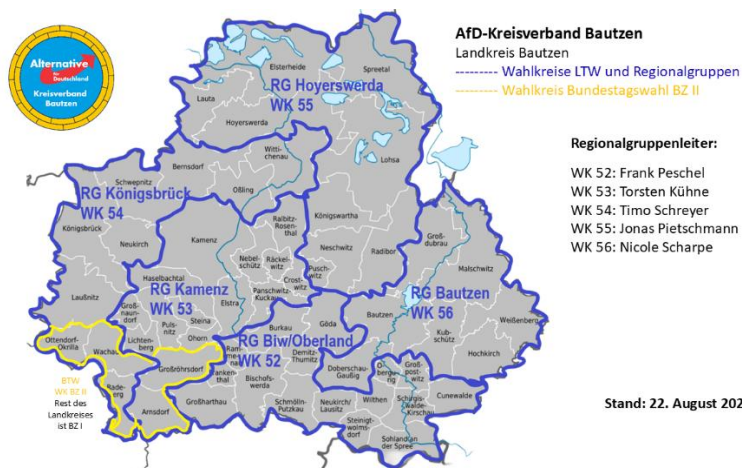 Alternative
für
Deutschland
Kreisverband
Bautzen
AfD-Kreisverband Bautzen
Landkreis Bautzen
--------- Wahlkreise LTW und Regionalgruppen
--------- Wahlkreis Bundestagswahl BZ II
Regionalgruppenleiter:
WK 52: Frank Peschel
WK 53: Torsten Kühne
WK 54: Timo Schreyer
WK 55: Jonas Pietschmann
WK 56: Nicole Scharpe
Elsterheide
Spreetal
RG Hoyerswerda
WK 55
Lauta
Hoyerswerda
Witti-
chenau
Lohsa
Bernsdorf
Schwepnitz
Oßling
RG Königsbrück
WK 54
Königsbrück
Neukirch
Kamenz
Ralbitz-
Rosen-
thal
Königswartha
Neschwitz
Radibor
Groß-
dubrau
Malschwitz
Nebel-
schütz
Räckel-
witz
Crost-
witz
Pusch-
witz
Panschwitz-
Kuckau
Haselbachtal
RG Kamenz
WK 53
Laußnitz
Groß-
naun-
dorf
Puls-
nitz
Steina
Elstra
RG Bautzen
WK 56
Bautzen
Weißenberg
Kub-
schütz
Hochkirch
Ottendorf-
Okrilla
Wachau
Lichten-
berg
Ohorn
Burkau
Göda
RG Biw/Oberland
WK 52
Demitz-
Thumitz
Großröhrsdorf
Bischofs-
werda
Doberschau-
Gaußig
Groß-
post-
witz
Rade-
berg
Arnsdorf
Großharthau
Schmölln-
Putzkau
Neukirch/
Lausitz
Wilthen
Schirgis-
walde-
Kirschau
Cunewalde
Steinigt-
wolms-
dorf
Sohland an
der Spree
BTW
WK BZ II
Rest des
Landkreises
ist BZ I
Stand: 22. August 202